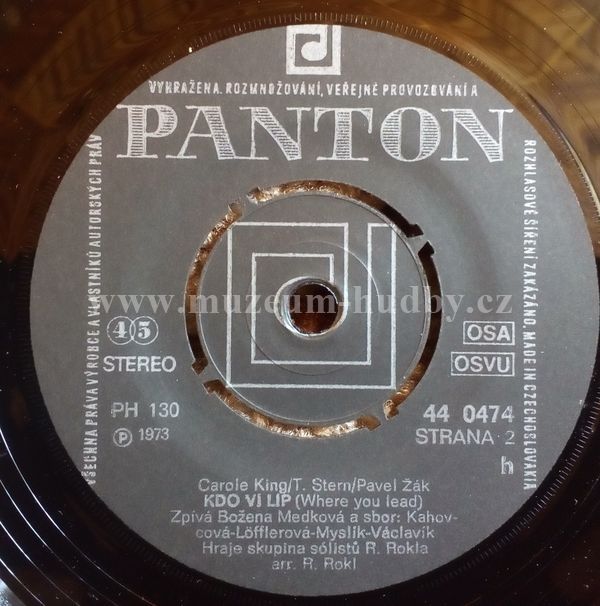 VYHRAŽENA. ROZMNOŽOVÁNÍ, VEŘEJNÉ PROVOZOVÁNÍ A
PANTON
VŠECHNA PRÁVA VÝROBCE A VLASTNÍKŮ AUTORSKÝCH PRÁV
ROZHLASOVÉ ŠÍŘENÍ ZAKÁZÁNO. MADE IN CZECHOSLOVAKIA
www.muzeum-hudby.cz
45
STEREO
OSA
OSVU
PH 130
44 0474
Ⓟ 1973
STRANA 2
h
Carole King/T. Stern/Pavel Žák
KDO VÍ LÍP (Where you lead)
Zpívá Božena Medková a sbor: Kahov-
cová-Löfflerová-Myslík-Václavík
Hraje skupina sólistů R. Rokla
arr. R. Rokl